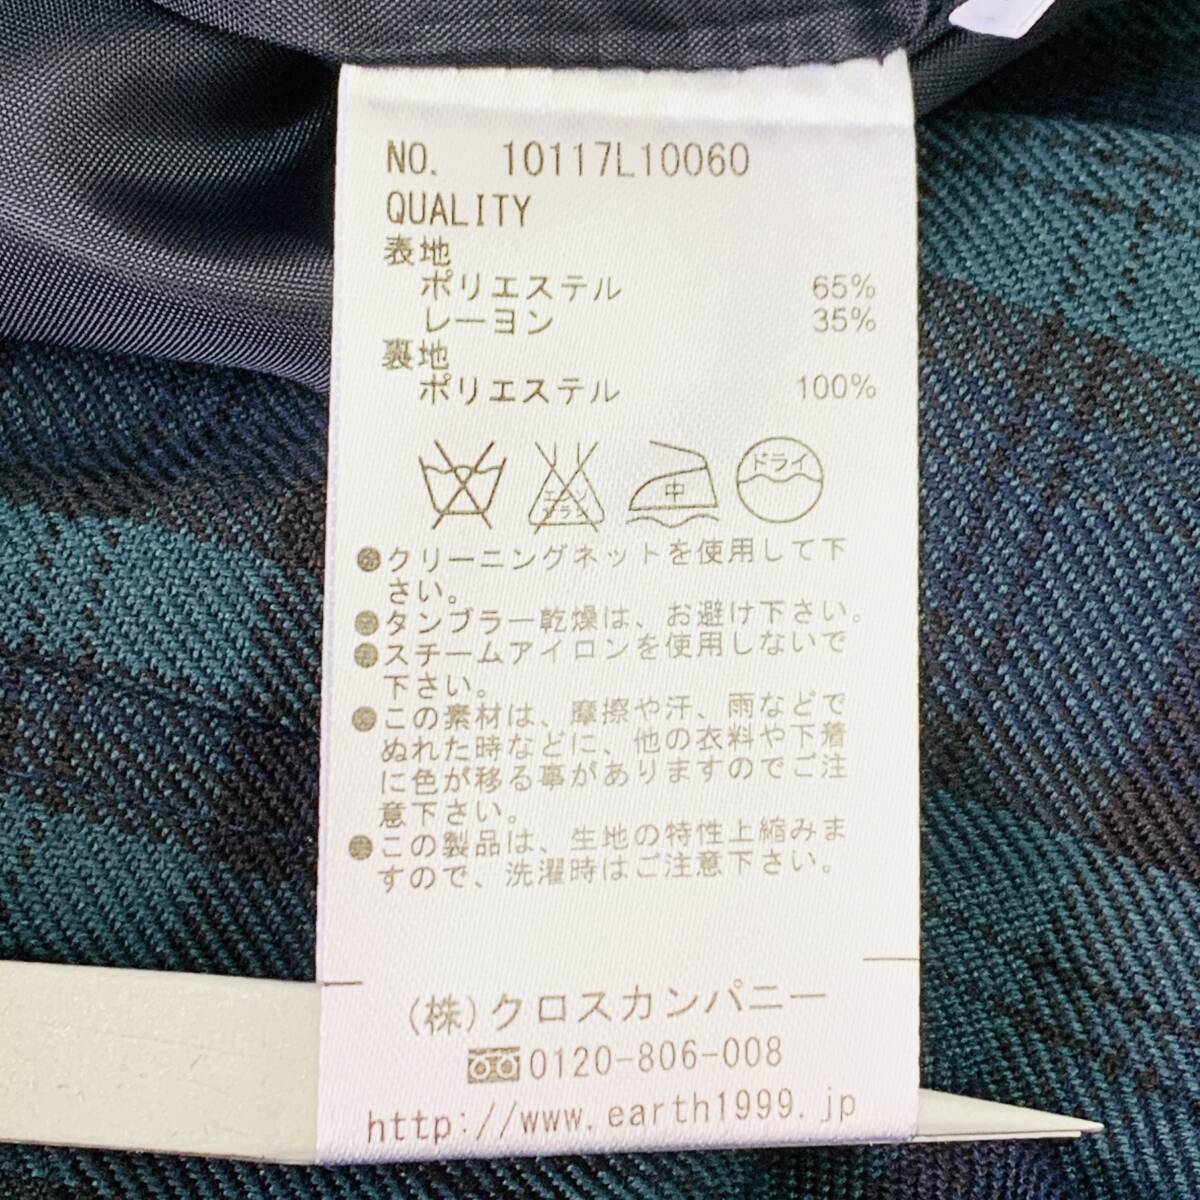 NO. 10117L10060
QUALITY
表地
ポリエステル 65%
レーヨン 35%
裏地
ポリエステル 100%
エンソ サラシ 中 ドライ
●クリーニングネットを使用して下
さい。
●タンブラー乾燥は、お避け下さい。
●スチームアイロンを使用しないで
下さい。
●この素材は、摩擦や汗、雨などで
ぬれた時などに、他の衣料や下着
に色が移る事がありますのでご注
意下さい。
●この製品は、生地の特性上縮みま
すので、洗濯時はご注意下さい。
(株)クロスカンパニー
0120-806-008
http://www.earth1999.jp